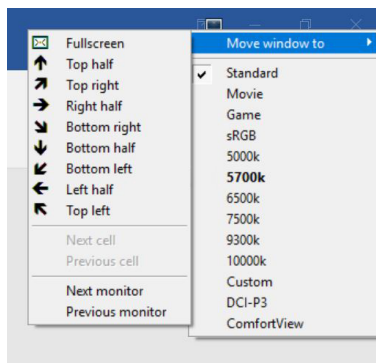 Fullscreen
Top half
Top right
Right half
Bottom right
Bottom half
Bottom left
Left half
Top left
Next cell
Previous cell
Next monitor
Previous monitor
Move window to
Standard
Movie
Game
sRGB
5000k
5700k
6500k
7500k
9300k
10000k
Custom
DCI-P3
ComfortView